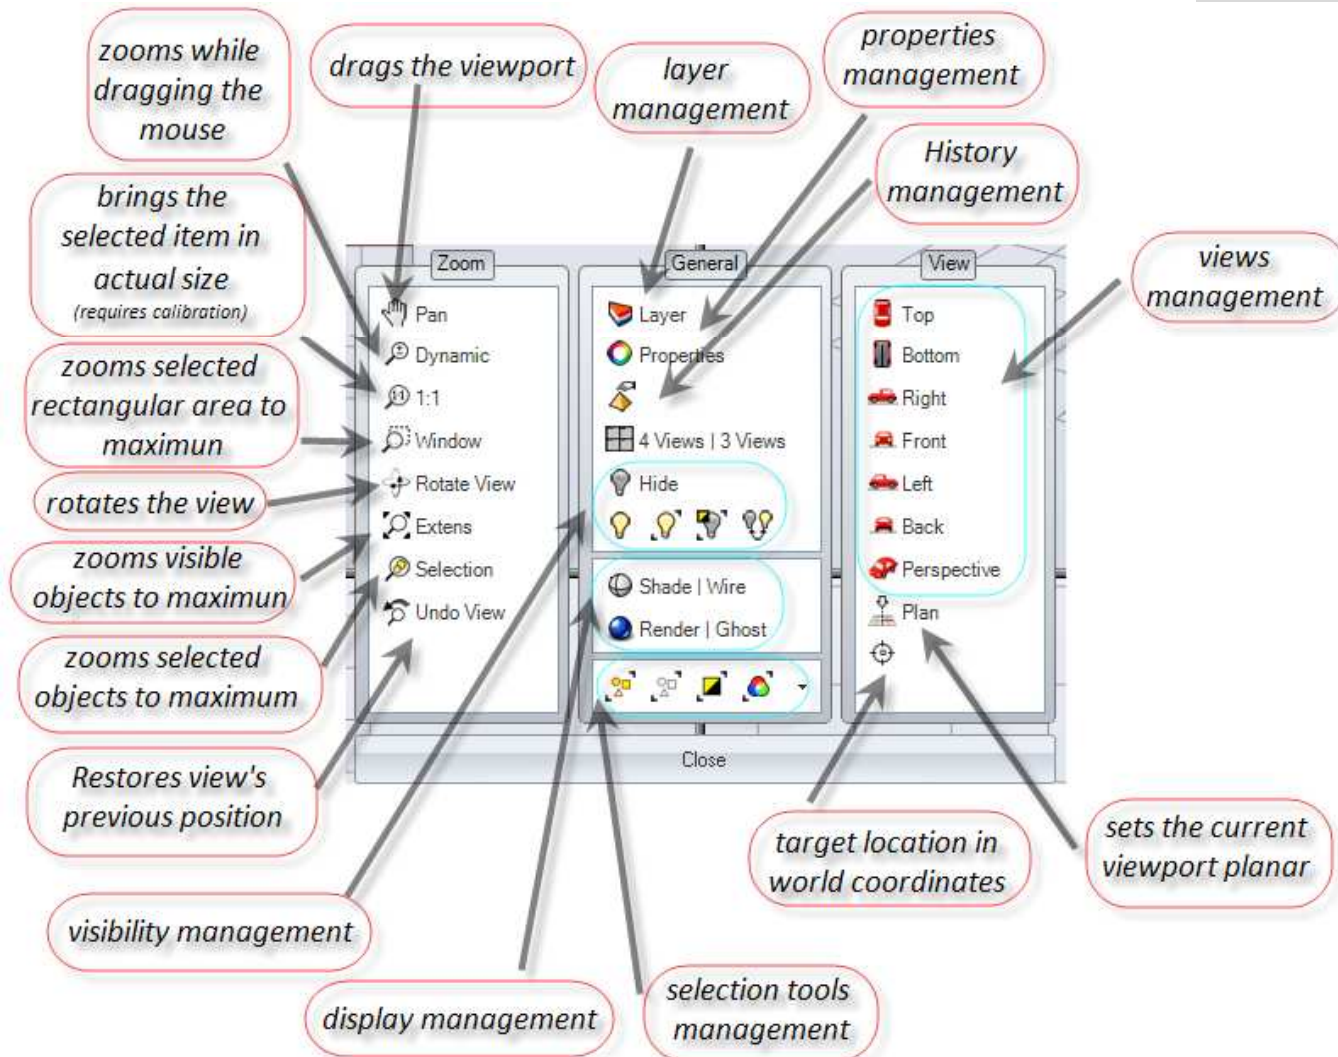 zooms while
dragging the
mouse
drags the viewport
layer
management
properties
management
History
management
brings the
selected item in
actual size
(requires calibration)
views
management
zooms selected
rectangular area to
maximun
rotates the view
zooms visible
objects to maximun
zooms selected
objects to maximum
Restores view's
previous position
visibility management
display management
selection tools
management
target location in
world coordinates
sets the current
viewport planar
Zoom
Pan
Dynamic
1:1
Window
Rotate View
Extens
Selection
Undo View
General
Layer
Properties
4 Views | 3 Views
Hide
Shade | Wire
Render | Ghost
View
Top
Bottom
Right
Front
Left
Back
Perspective
Plan
Close